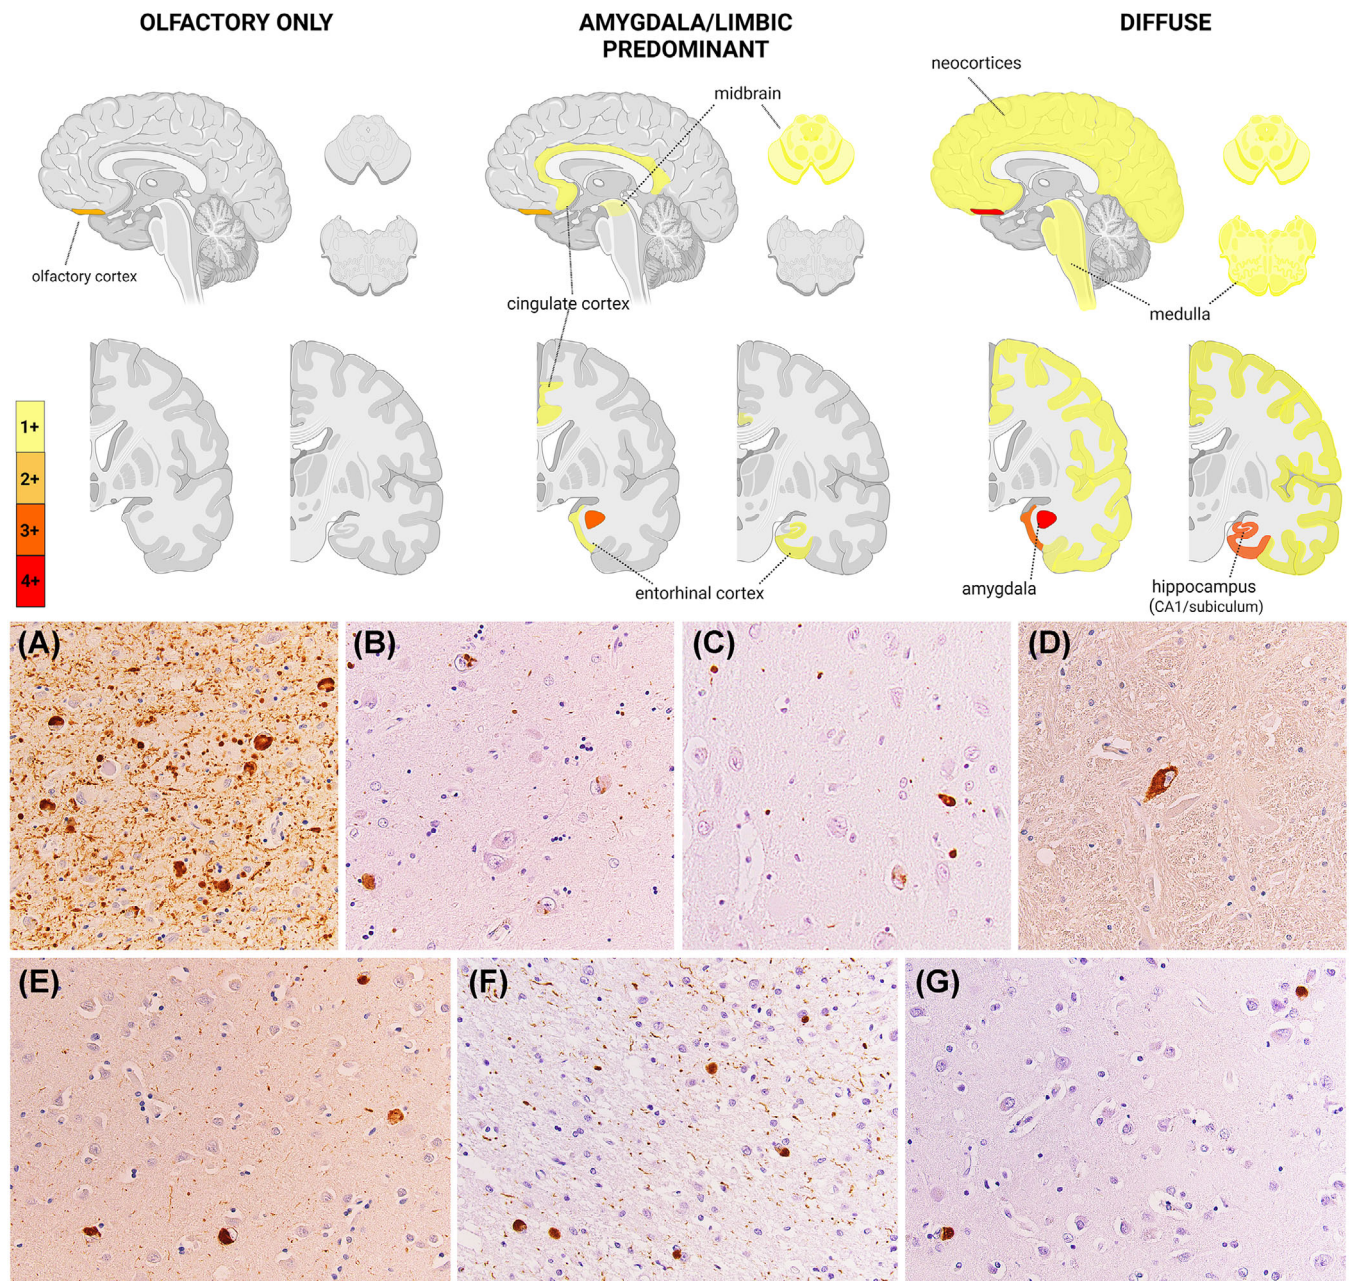 OLFACTORY ONLY
AMYGDALA/LIMBIC
PREDOMINANT
DIFFUSE
neocortices
midbrain
olfactory cortex
cingulate cortex
medulla
1+
2+
3+
4+
entorhinal cortex
amygdala
hippocampus
(CA1/subiculum)
(A)
(B)
(C)
(D)
(E)
(F)
(G)